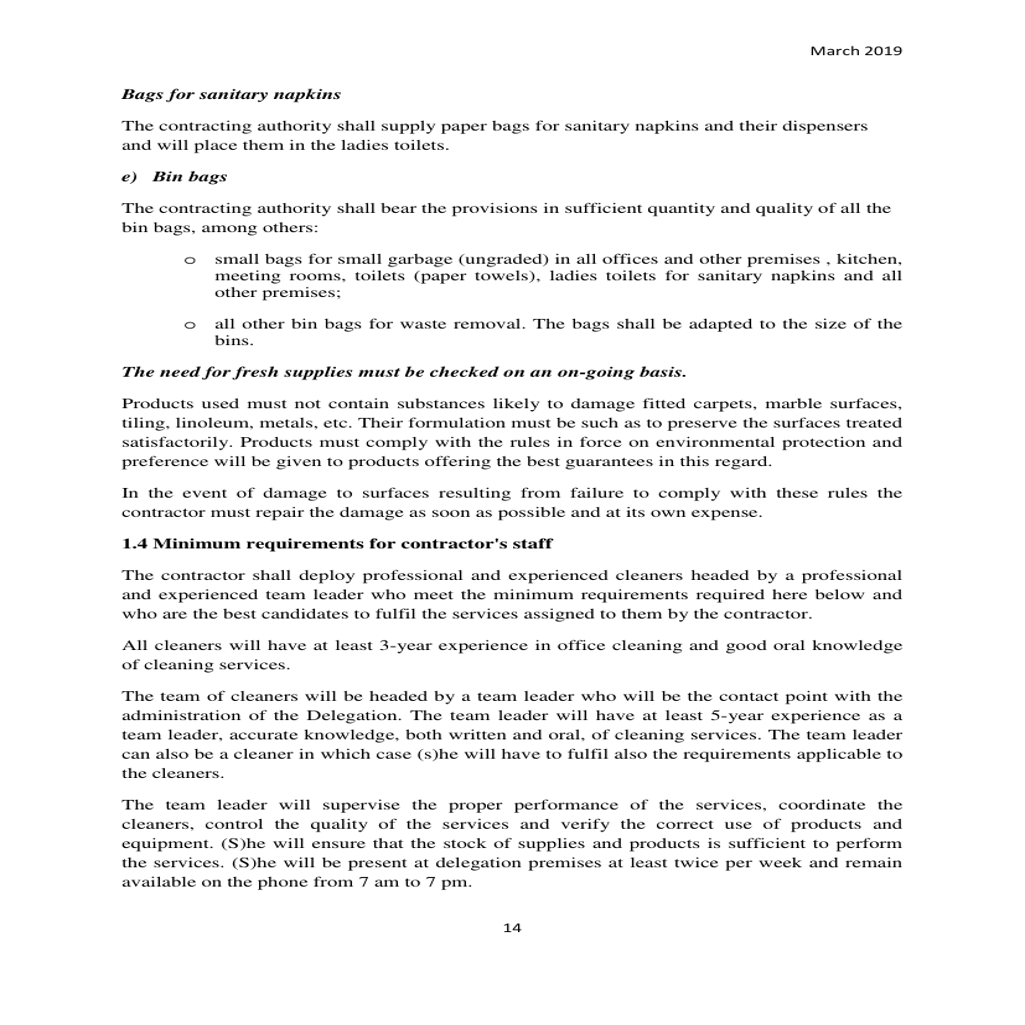 March 2019
Bags for sanitary napkins
The contracting authority shall supply paper bags for sanitary napkins and their dispensers
and will place them in the ladies toilets.
e) Bin bags
The contracting authority shall bear the provisions in sufficient quantity and quality of all the
bin bags, among others:
o small bags for small garbage (ungraded) in all offices and other premises , kitchen,
meeting rooms, toilets (paper towels), ladies toilets for sanitary napkins and all
other premises;
o all other bin bags for waste removal. The bags shall be adapted to the size of the
bins.
The need for fresh supplies must be checked on an on-going basis.
Products used must not contain substances likely to damage fitted carpets, marble surfaces,
tiling, linoleum, metals, etc. Their formulation must be such as to preserve the surfaces treated
satisfactorily. Products must comply with the rules in force on environmental protection and
preference will be given to products offering the best guarantees in this regard.
In the event of damage to surfaces resulting from failure to comply with these rules the
contractor must repair the damage as soon as possible and at its own expense.
1.4 Minimum requirements for contractor's staff
The contractor shall deploy professional and experienced cleaners headed by a professional
and experienced team leader who meet the minimum requirements required here below and
who are the best candidates to fulfil the services assigned to them by the contractor.
All cleaners will have at least 3-year experience in office cleaning and good oral knowledge
of cleaning services.
The team of cleaners will be headed by a team leader who will be the contact point with the
administration of the Delegation. The team leader will have at least 5-year experience as a
team leader, accurate knowledge, both written and oral, of cleaning services. The team leader
can also be a cleaner in which case (s)he will have to fulfil also the requirements applicable to
the cleaners.
The team leader will supervise the proper performance of the services, coordinate the
cleaners, control the quality of the services and verify the correct use of products and
equipment. (S)he will ensure that the stock of supplies and products is sufficient to perform
the services. (S)he will be present at delegation premises at least twice per week and remain
available on the phone from 7 am to 7 pm.
14